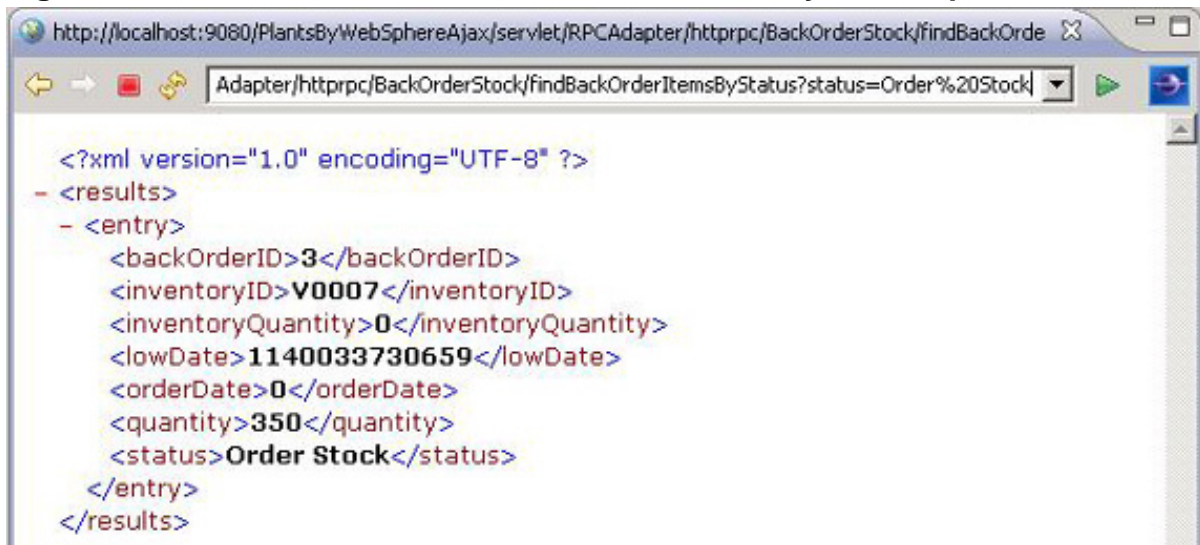 http://localhost:9080/PlantsByWebSphereAjax/servlet/RPCAdapter/httprpc/BackOrderStock/findBackOrde
Adapter/httprpc/BackOrderStock/findBackOrderItemsByStatus?status=Order%20Stock
<?xml version="1.0" encoding="UTF-8" ?>
- <results>
- <entry>
<backOrderID>3</backOrderID>
<inventoryID>V0007</inventoryID>
<inventoryQuantity>0</inventoryQuantity>
<lowDate>1140033730659</lowDate>
<orderDate>0</orderDate>
<quantity>350</quantity>
<status>Order Stock</status>
</entry>
</results>